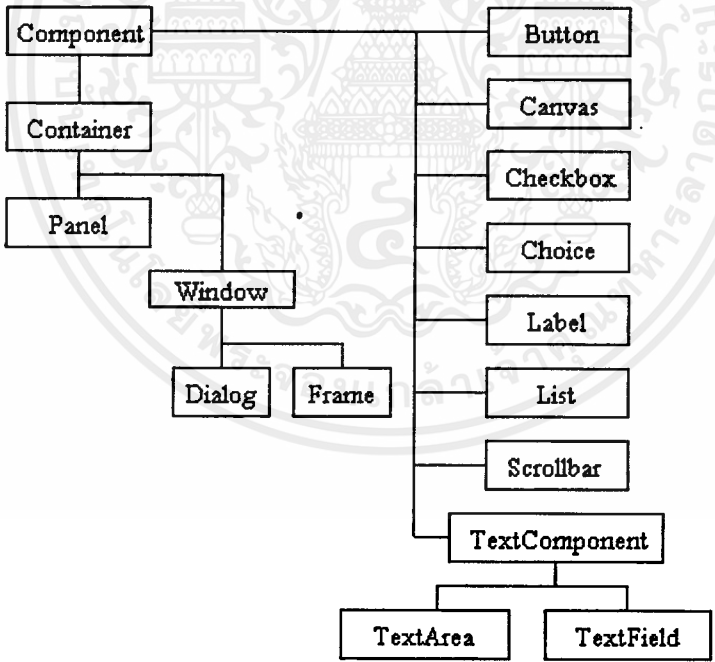 Component
Button
Canvas
Container
Checkbox
Panel
Choice
Window
Label
Dialog
Frame
List
Scrollbar
TextComponent
TextArea
TextField